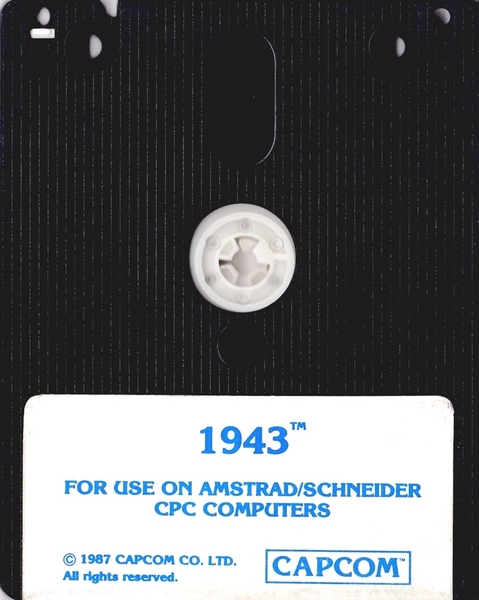 1943™
FOR USE ON AMSTRAD/SCHNEIDER
CPC COMPUTERS
© 1987 CAPCOM CO. LTD.
All rights reserved.
CAPCOM™